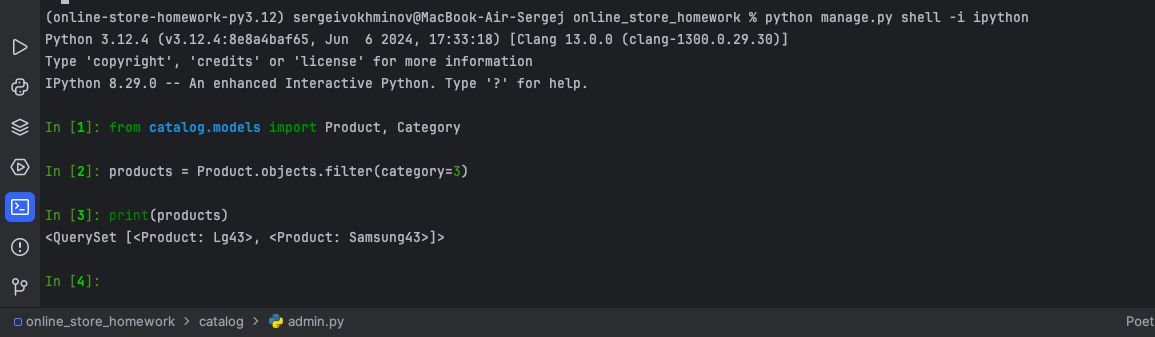 (online-store-homework-py3.12) sergeivokhminov@MacBook-Air-Sergej online_store_homework % python manage.py shell -i ipython
Python 3.12.4 (v3.12.4:8e8a4baf65, Jun  6 2024, 17:33:18) [Clang 13.0.0 (clang-1300.0.29.30)]
Type 'copyright', 'credits' or 'license' for more information
IPython 8.29.0 -- An enhanced Interactive Python. Type '?' for help.
In [1]: from catalog.models import Product, Category
In [2]: products = Product.objects.filter(category=3)
In [3]: print(products)
<QuerySet [<Product: Lg43>, <Product: Samsung43>]>
In [4]:
online_store_homework > catalog > admin.py
Poet